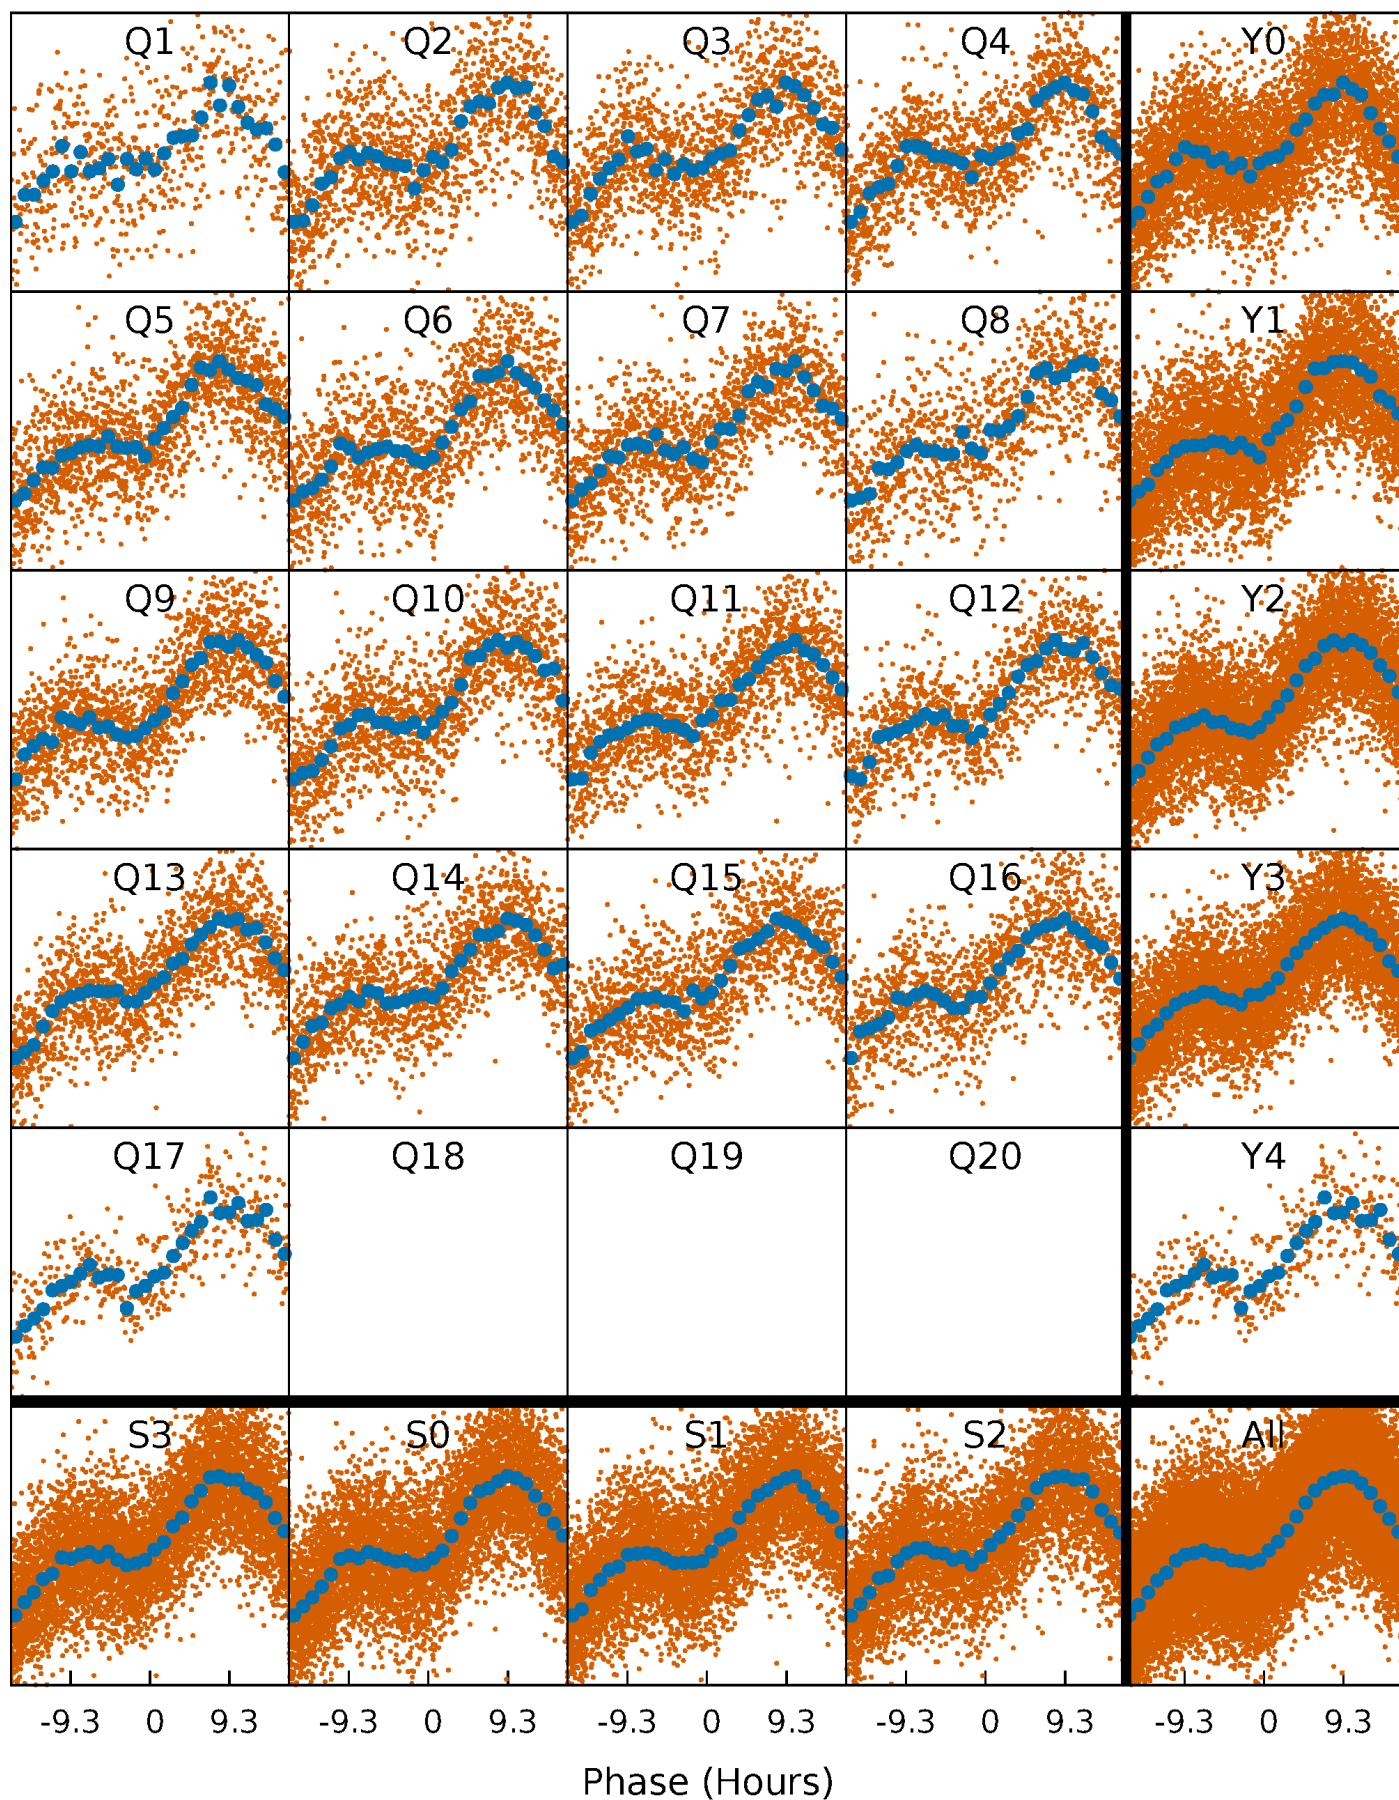 Q1 Q2 Q3 Q4 Y0
Q5 Q6 Q7 Q8 Y1
Q9 Q10 Q11 Q12 Y2
Q13 Q14 Q15 Q16 Y3
Q17 Q18 Q19 Q20 Y4
S3 S0 S1 S2 All
-9.3 0 9.3 -9.3 0 9.3 -9.3 0 9.3 -9.3 0 9.3 -9.3 0 9.3
Phase (Hours)